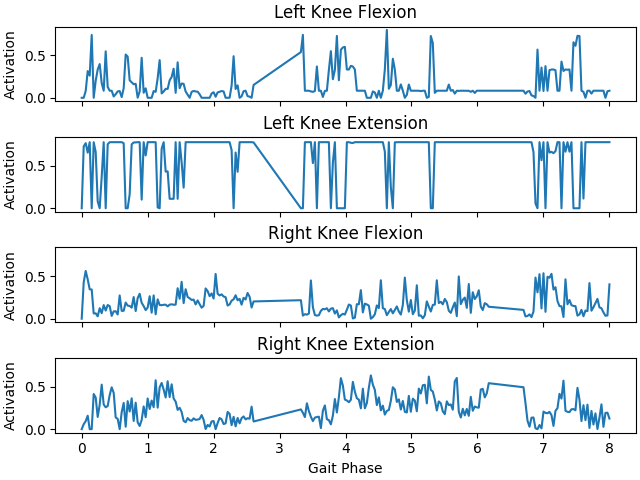 Left Knee Flexion
Activation
0.5
0.0
Left Knee Extension
Activation
0.5
0.0
Right Knee Flexion
Activation
0.5
0.0
Right Knee Extension
Activation
0.5
0.0
0 1 2 3 4 5 6 7 8
Gait Phase